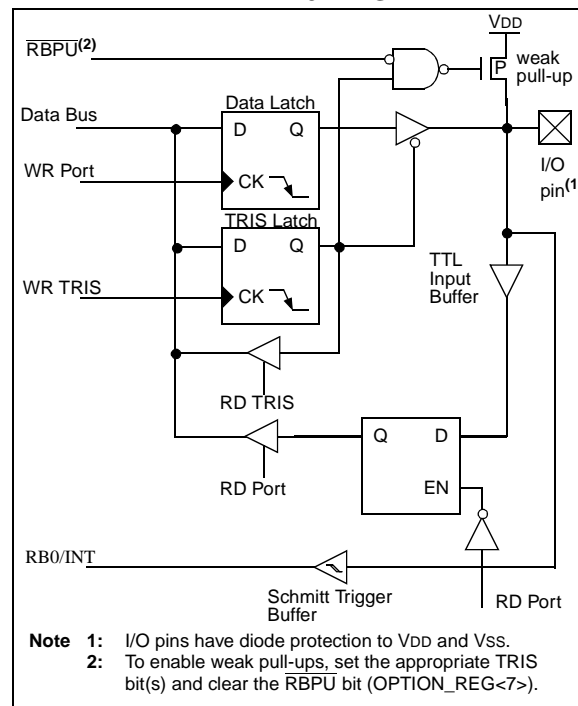 VDD
RBPU(2)
P
weak
pull-up
Data Latch
Data Bus
D
Q
WR Port
CK
I/O
pin(1
TRIS Latch
D
Q
TTL
Input
Buffer
WR TRIS
CK
RD TRIS
Q
D
EN
RD Port
RB0/INT
Schmitt Trigger
Buffer
RD Port
Note 1: I/O pins have diode protection to VDD and VSS.
2: To enable weak pull-ups, set the appropriate TRIS
bit(s) and clear the RBPU bit (OPTION_REG<7>).